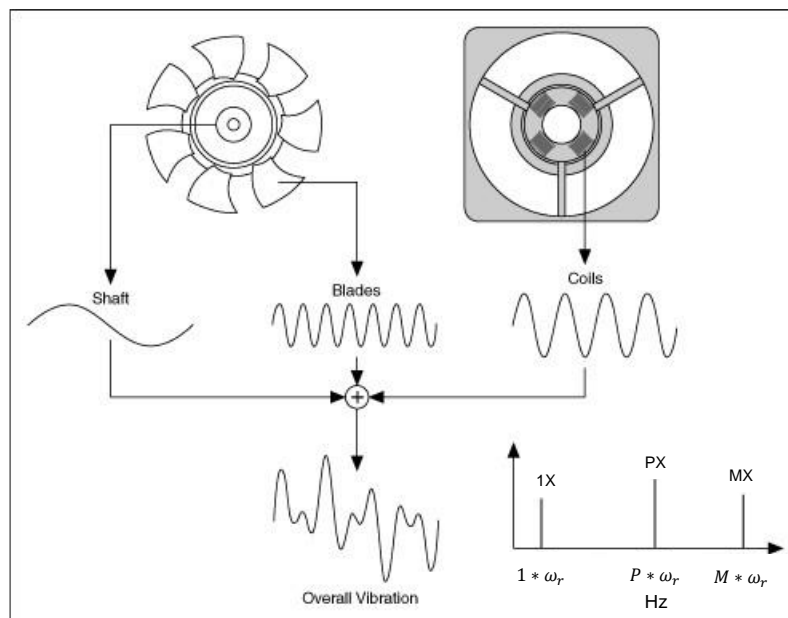 Shaft
Blades
Coils
+
Overall Vibration
1X
PX
MX
1 * ω_r
P * ω_r
M * ω_r
Hz